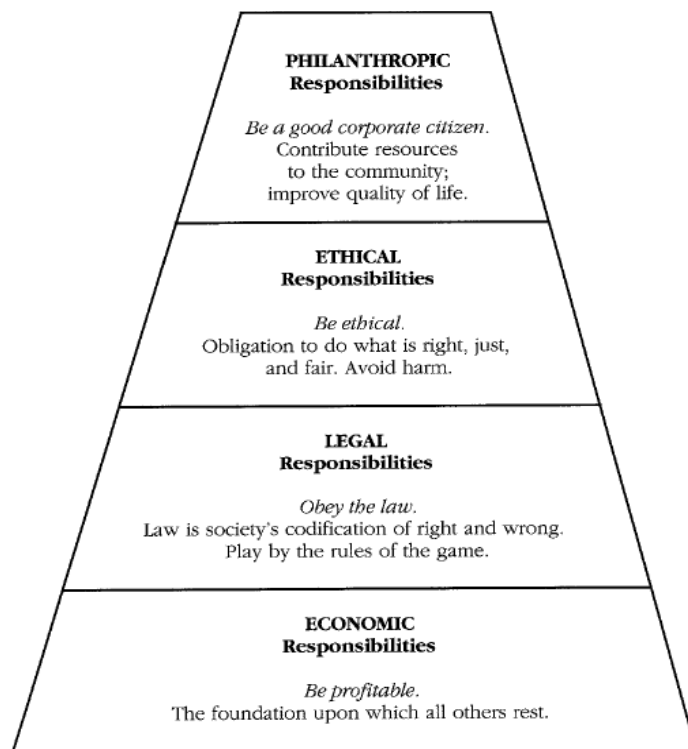 PHILANTHROPIC
Responsibilities
Be a good corporate citizen.
Contribute resources
to the community;
improve quality of life.
ETHICAL
Responsibilities
Be ethical.
Obligation to do what is right, just,
and fair. Avoid harm.
LEGAL
Responsibilities
Obey the law.
Law is society's codification of right and wrong.
Play by the rules of the game.
ECONOMIC
Responsibilities
Be profitable.
The foundation upon which all others rest.